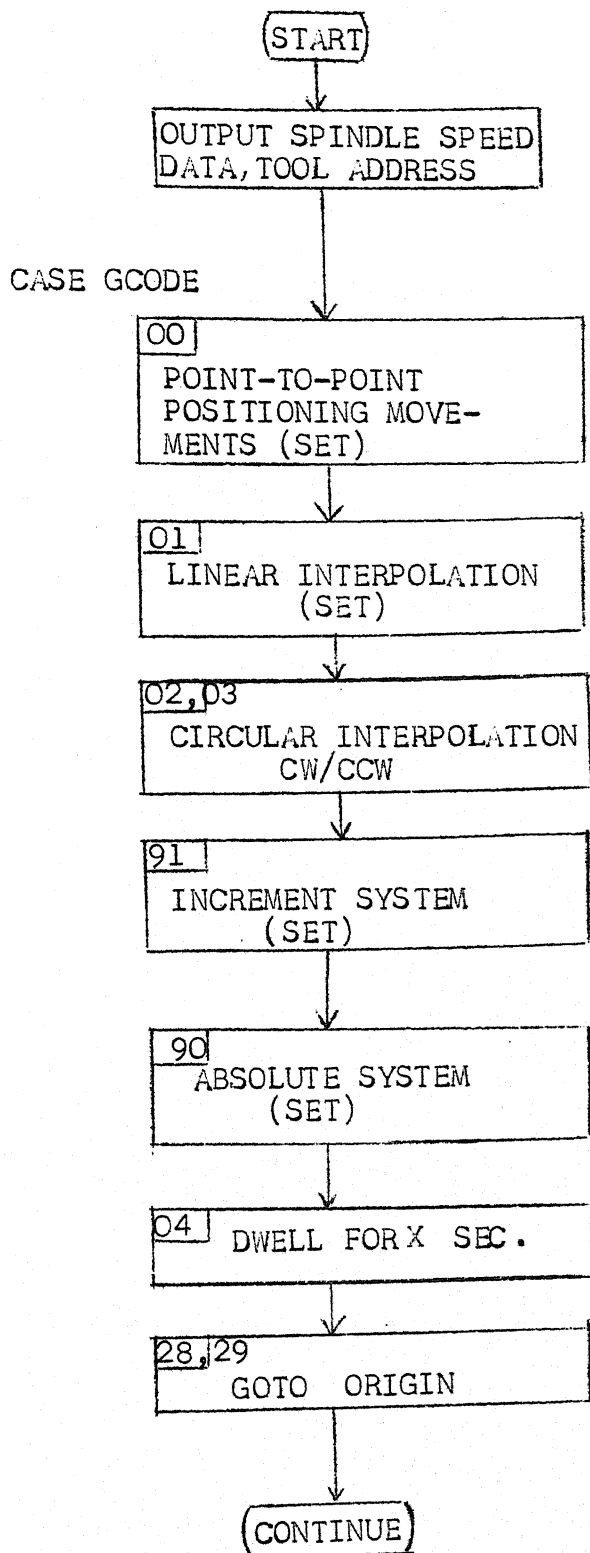 START
OUTPUT SPINDLE SPEED
DATA,TOOL ADDRESS
CASE GCODE
00
POINT-TO-POINT
POSITIONING MOVE-
MENTS (SET)
01
LINEAR INTERPOLATION
(SET)
02,03
CIRCULAR INTERPOLATION
CW/CCW
91
INCREMENT SYSTEM
(SET)
90
ABSOLUTE SYSTEM
(SET)
04
DWELL FOR X SEC.
28,29
GOTO ORIGIN
CONTINUE